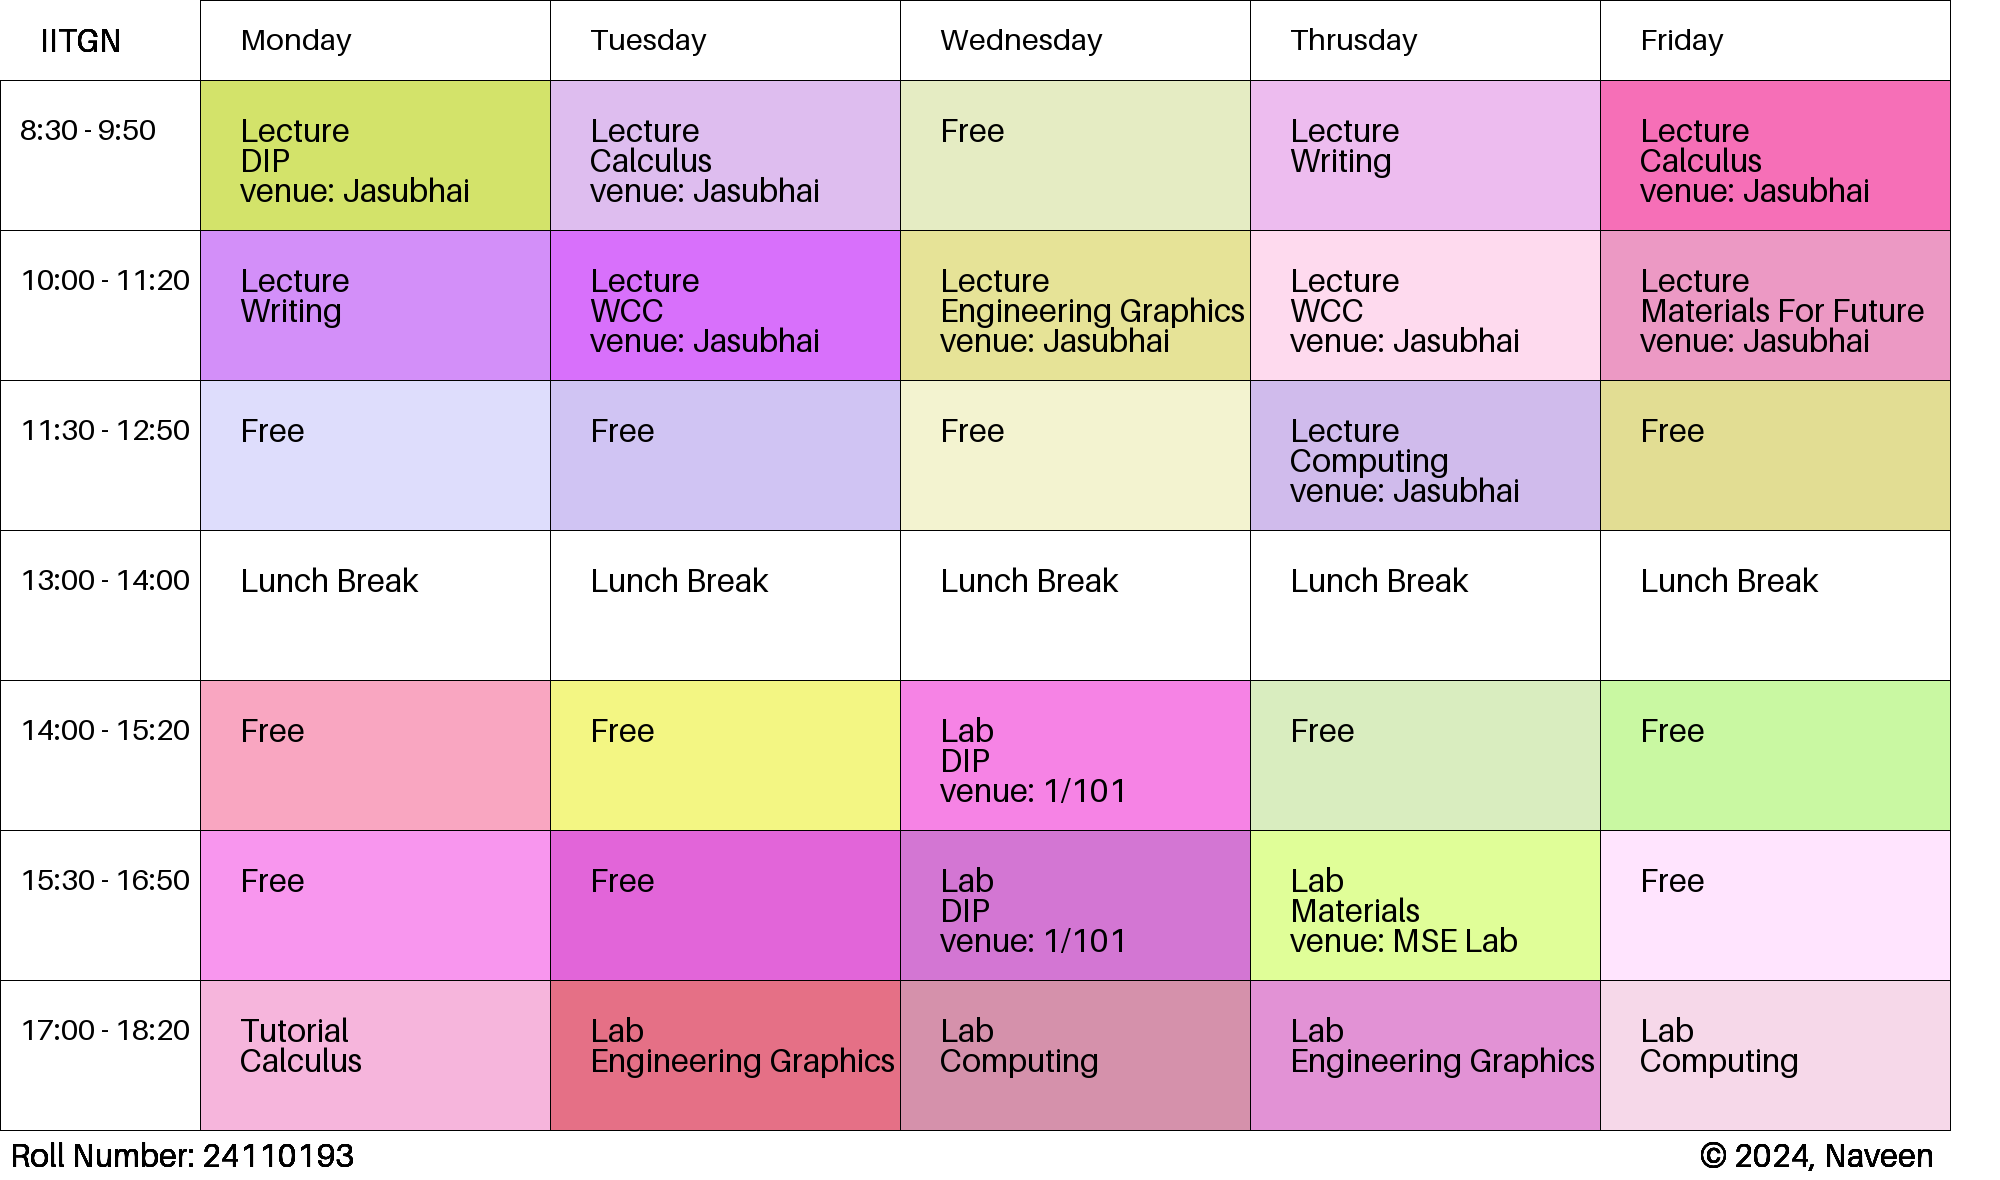 IITGN Monday Tuesday Wednesday Thrusday Friday
8:30 - 9:50
Lecture
DIP
venue: Jasubhai
Lecture
Calculus
venue: Jasubhai
Free
Lecture
Writing
Lecture
Calculus
venue: Jasubhai
10:00 - 11:20
Lecture
Writing
Lecture
WCC
venue: Jasubhai
Lecture
Engineering Graphics
venue: Jasubhai
Lecture
WCC
venue: Jasubhai
Lecture
Materials For Future
venue: Jasubhai
11:30 - 12:50
Free
Free
Free
Lecture
Computing
venue: Jasubhai
Free
13:00 - 14:00
Lunch Break
Lunch Break
Lunch Break
Lunch Break
Lunch Break
14:00 - 15:20
Free
Free
Lab
DIP
venue: 1/101
Free
Free
15:30 - 16:50
Free
Free
Lab
DIP
venue: 1/101
Lab
Materials
venue: MSE Lab
Free
17:00 - 18:20
Tutorial
Calculus
Lab
Engineering Graphics
Lab
Computing
Lab
Engineering Graphics
Lab
Computing
Roll Number: 24110193
© 2024, Naveen